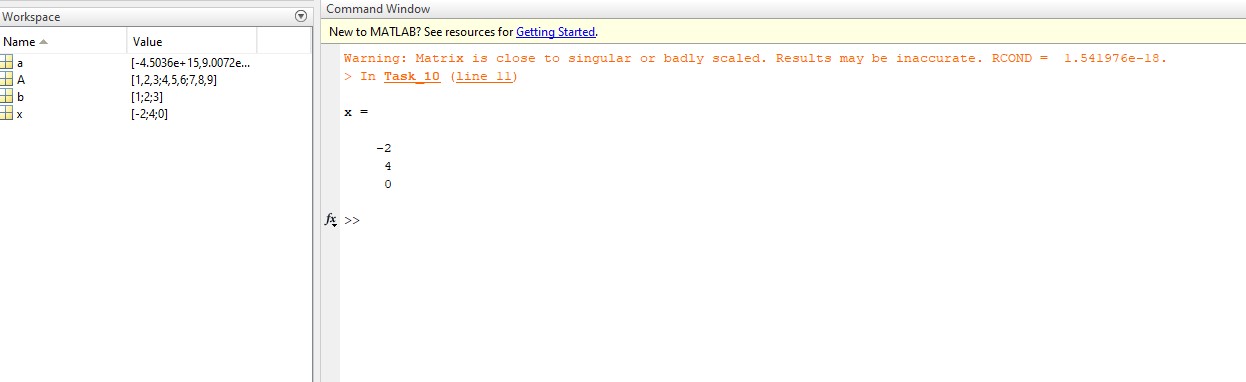 Workspace
Name Value
a [-4.5036e+15,9.0072e...
A [1,2,3;4,5,6;7,8,9]
b [1;2;3]
x [-2;4;0]
Command Window
New to MATLAB? See resources for Getting Started.
Warning: Matrix is close to singular or badly scaled. Results may be inaccurate. RCOND =  1.541976e-18.
> In Task_10 (line 11)
x =
-2
4
0
fx >>